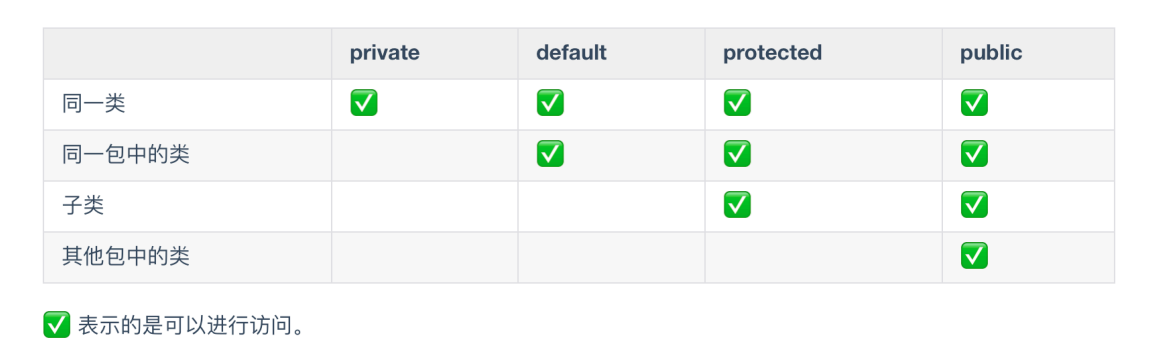 private default protected public
同一类 ✅ ✅ ✅ ✅
同一包中的类 ✅ ✅ ✅
子类 ✅ ✅
其他包中的类 ✅
✅ 表示的是可以进行访问。